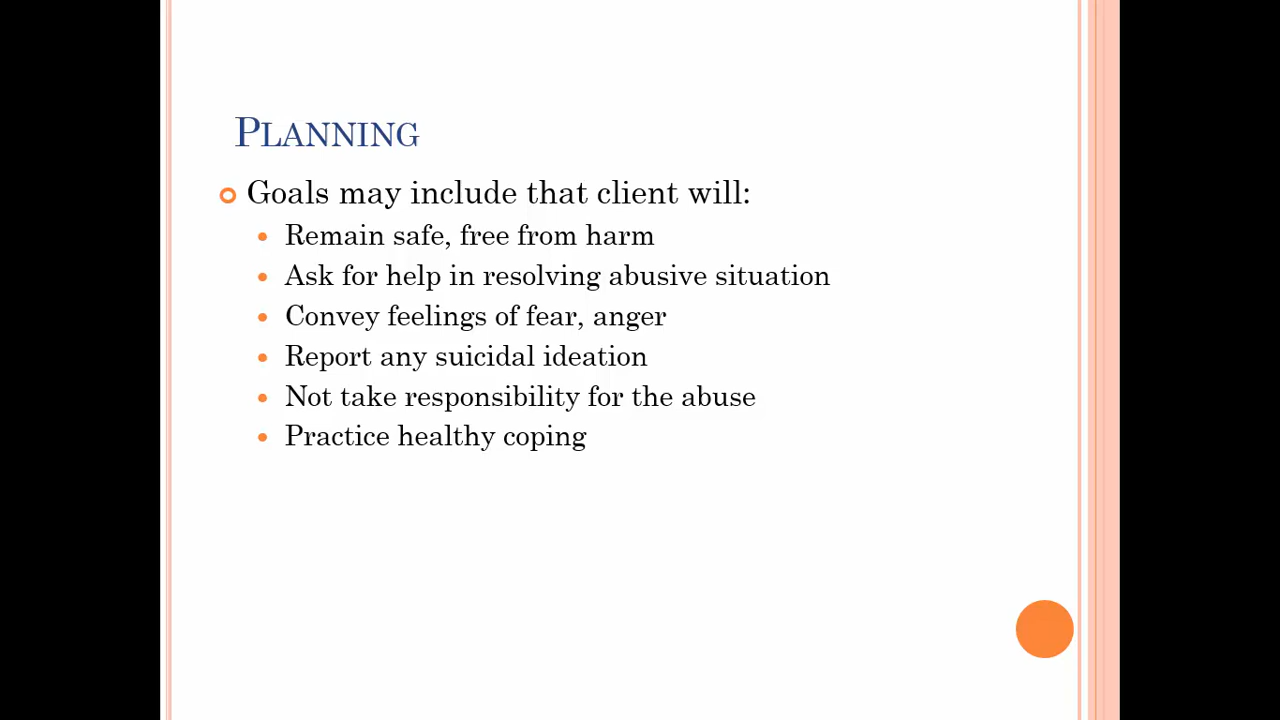 PLANNING
Goals may include that client will:
Remain safe, free from harm
Ask for help in resolving abusive situation
Convey feelings of fear, anger
Report any suicidal ideation
Not take responsibility for the abuse
Practice healthy coping